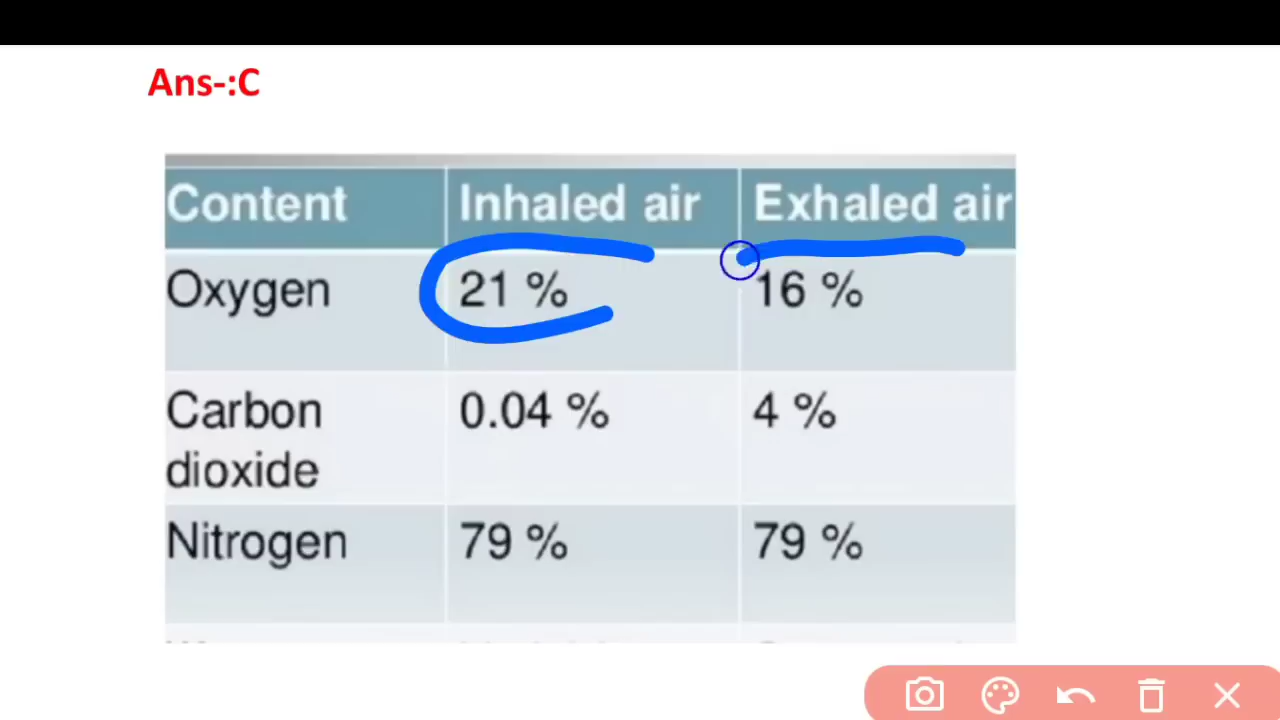 Ans-:C
Content Inhaled air Exhaled air
Oxygen 21 % 16 %
Carbon dioxide 0.04 % 4 %
Nitrogen 79 % 79 %